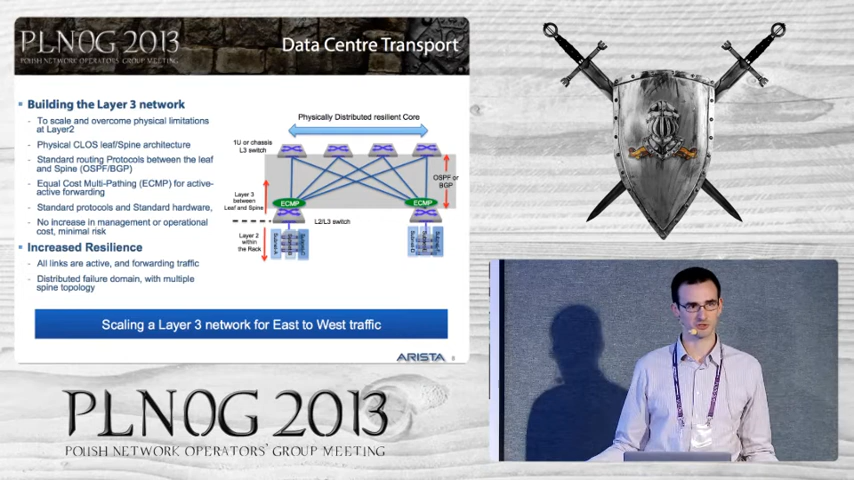 PLNOG 2013
POLISH NETWORK OPERATORS' GROUP MEETING
Data Centre Transport
Building the Layer 3 network
- To scale and overcome physical limitations
at Layer2
- Physical CLOS leaf/Spine architecture
- Standard routing Protocols between the leaf
and Spine (OSPF/BGP)
- Equal Cost Multi-Pathing (ECMP) for active-
active forwarding
- Standard protocols and Standard hardware,
- No increase in management or operational
cost, minimal risk
Increased Resilience
- All links are active, and forwarding traffic
- Distributed failure domain, with multiple
spine topology
Physically Distributed resilient Core
1U or chassis
L3 switch
OSPF or
BGP
Layer 3
between
Leaf and Spine
ECMP
ECMP
L2/L3 switch
Layer 2
within
the Rack
Scaling a Layer 3 network for East to West traffic
ARISTA
PLNOG 2013
POLISH NETWORK OPERATORS' GROUP MEETING